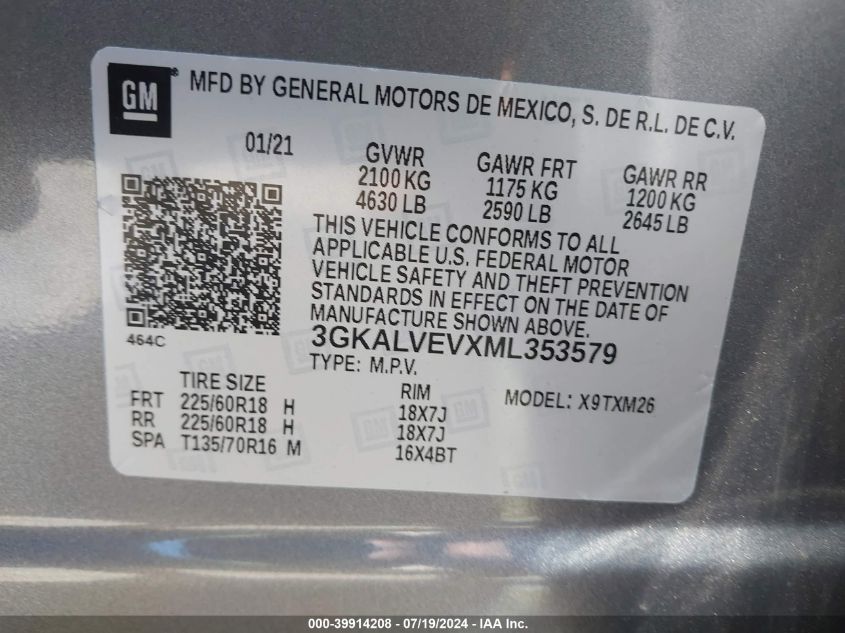 GM ® MFD BY GENERAL MOTORS DE MEXICO, S. DE R.L. DE C.V.
01/21 GVWR GAWR FRT GAWR RR
2100 KG 1175 KG 1200 KG
4630 LB 2590 LB 2645 LB
THIS VEHICLE CONFORMS TO ALL
APPLICABLE U.S. FEDERAL MOTOR
VEHICLE SAFETY AND THEFT PREVENTION
STANDARDS IN EFFECT ON THE DATE OF
MANUFACTURE SHOWN ABOVE.
464C 3GKALVEVXML353579
TYPE: M.P.V.
TIRE SIZE RIM MODEL: X9TXM26
FRT 225/60R18 H 18X7J
RR 225/60R18 H 18X7J
SPA T135/70R16 M 16X4BT
000-39914208 - 07/19/2024 - IAA Inc.